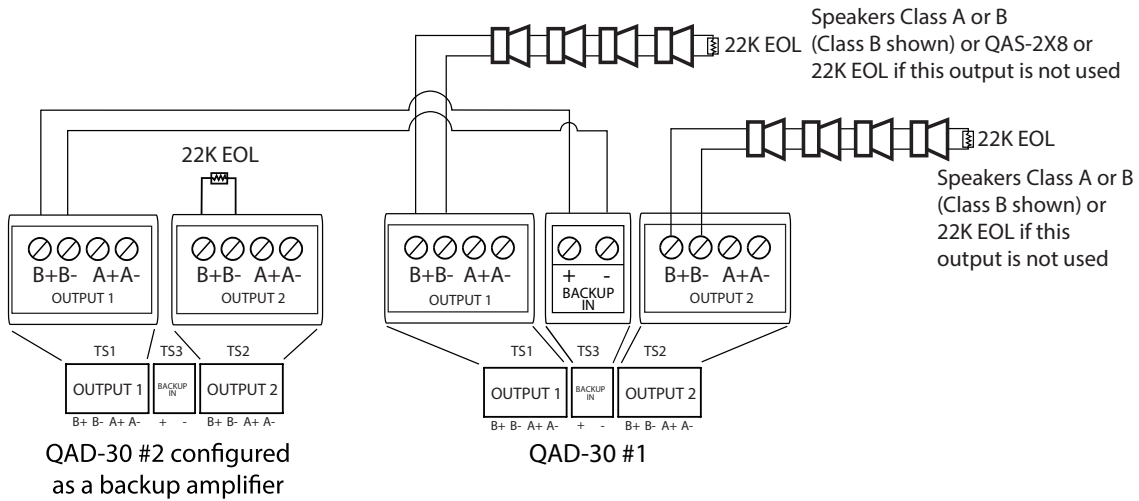 22K EOL
Speakers Class A or B
(Class B shown) or QAS-2X8 or
22K EOL if this output is not used
22K EOL
Speakers Class A or B
(Class B shown) or
22K EOL if this
output is not used
22K EOL
B+B- A+A-
OUTPUT 1
B+B- A+A-
OUTPUT 2
B+B- A+A-
OUTPUT 1
+ -
BACKUP
IN
B+B- A+A-
OUTPUT 2
TS1 TS3 TS2
OUTPUT 1
BACKUP
IN
OUTPUT 2
B+ B- A+ A- + - B+ B- A+ A-
QAD-30 #2 configured
as a backup amplifier
TS1 TS3 TS2
OUTPUT 1
BACKUP
IN
OUTPUT 2
B+ B- A+ A- + - B+ B- A+ A-
QAD-30 #1